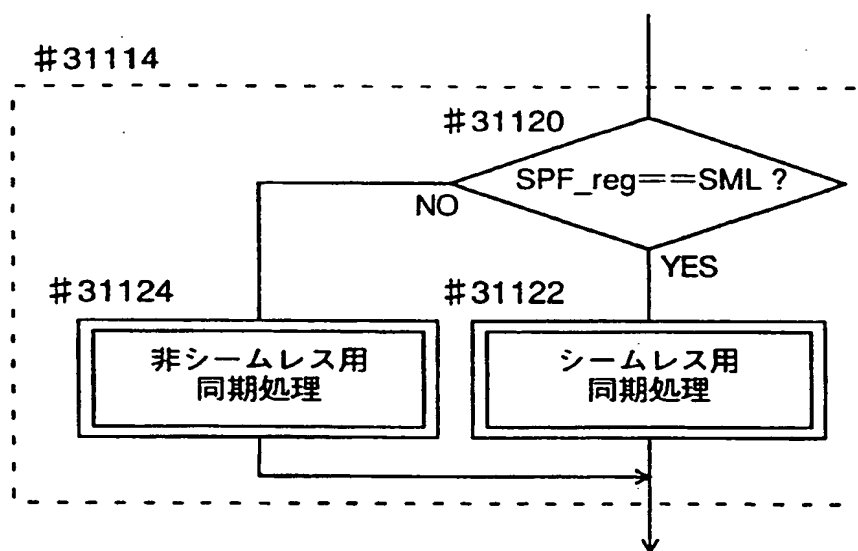 #31114
#31120
SPF_reg==SML ?
NO
YES
#31124
#31122
非シームレス用
同期処理
シームレス用
同期処理